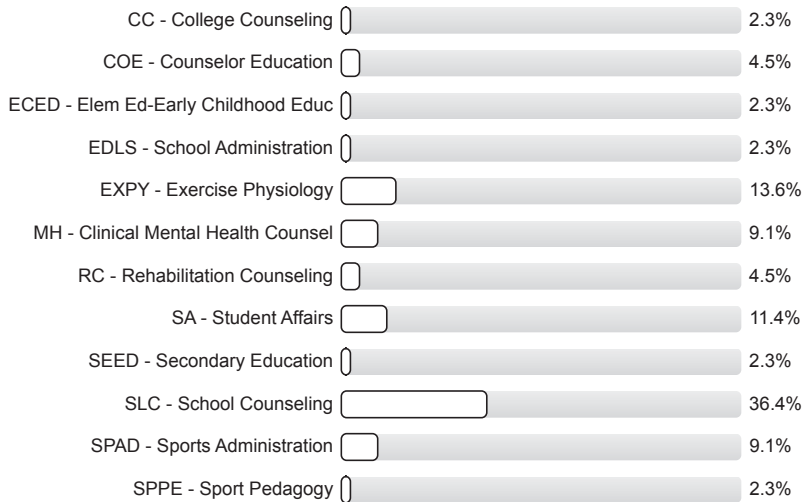 CC - College Counseling 2.3%
COE - Counselor Education 4.5%
ECED - Elem Ed-Early Childhood Educ 2.3%
EDLS - School Administration 2.3%
EXPY - Exercise Physiology 13.6%
MH - Clinical Mental Health Counsel 9.1%
RC - Rehabilitation Counseling 4.5%
SA - Student Affairs 11.4%
SEED - Secondary Education 2.3%
SLC - School Counseling 36.4%
SPAD - Sports Administration 9.1%
SPPE - Sport Pedagogy 2.3%